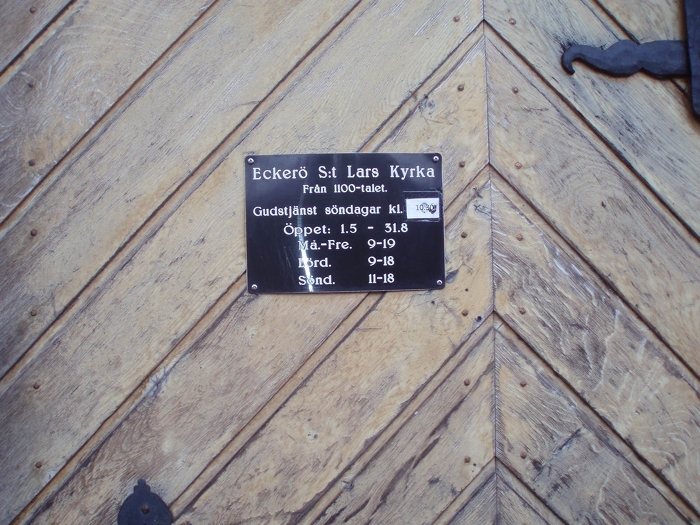 Eckerö S:t Lars Kyrka
Från 1100-talet.
Gudstjänst söndagar kl.
Öppet: 1.5 - 31.8
Må.-Fre. 9-19
Lörd. 9-18
Sönd. 11-18